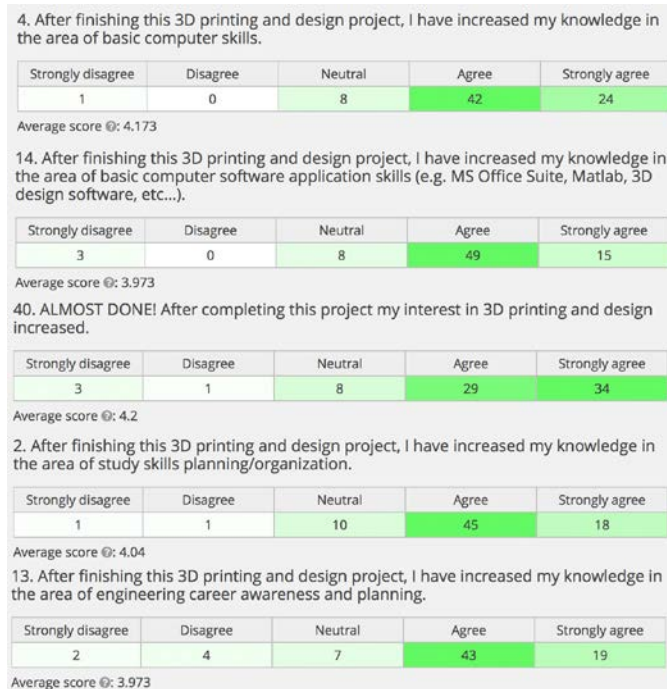 4. After finishing this 3D printing and design project, I have increased my knowledge in
the area of basic computer skills.
Strongly disagree Disagree Neutral Agree Strongly agree
1 0 8 42 24
Average score : 4.173
14. After finishing this 3D printing and design project, I have increased my knowledge in
the area of basic computer software application skills (e.g. MS Office Suite, Matlab, 3D
design software, etc...).
Strongly disagree Disagree Neutral Agree Strongly agree
3 0 8 49 15
Average score : 3.973
40. ALMOST DONE! After completing this project my interest in 3D printing and design
increased.
Strongly disagree Disagree Neutral Agree Strongly agree
3 1 8 29 34
Average score : 4.2
2. After finishing this 3D printing and design project, I have increased my knowledge in
the area of study skills planning/organization.
Strongly disagree Disagree Neutral Agree Strongly agree
1 1 10 45 18
Average score : 4.04
13. After finishing this 3D printing and design project, I have increased my knowledge in
the area of engineering career awareness and planning.
Strongly disagree Disagree Neutral Agree Strongly agree
2 4 7 43 19
Average score : 3.973